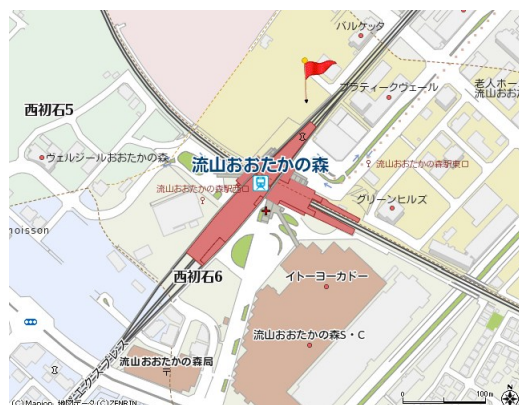 バルケッタ
プラティークヴェール
老人ホー
流山おおた
西初石5
ヴェルジールおおたかの森
流山おおたかの森
流山おおたかの森駅東口
流山おおたかの森駅西口
グリーンヒルズ
noisson
西初石6
イトーヨーカドー
流山おおたかの森S・C
エクスプレス
流山おおたかの森局
N
0 100m
(C)Mapion, 地図データ(C)ZENRIN